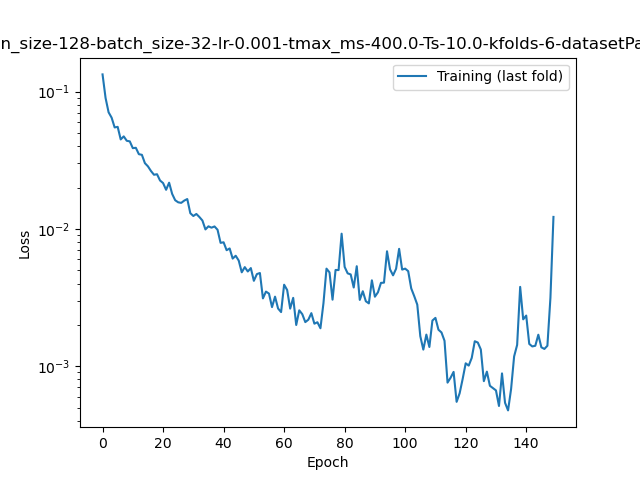 n_size-128-batch_size-32-lr-0.001-tmax_ms-400.0-Ts-10.0-kfolds-6-datasetPa
Training (last fold)
10⁻¹
10⁻²
10⁻³
Loss
0 20 40 60 80 100 120 140
Epoch